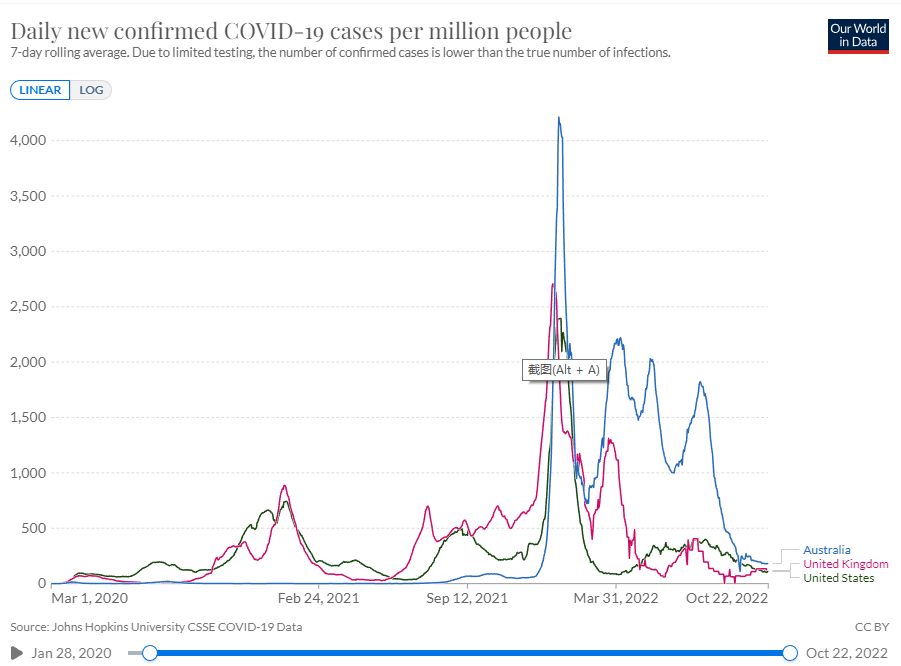 Daily new confirmed COVID-19 cases per million people
7-day rolling average. Due to limited testing, the number of confirmed cases is lower than the true number of infections.
Our World
in Data
LINEAR LOG
4,000
3,500
3,000
2,500
2,000
截图(Alt + A)
1,500
1,000
500
0
Australia
United Kingdom
United States
Mar 1, 2020 Feb 24, 2021 Sep 12, 2021 Mar 31, 2022 Oct 22, 2022
Source: Johns Hopkins University CSSE COVID-19 Data CC BY
Jan 28, 2020 Oct 22, 2022